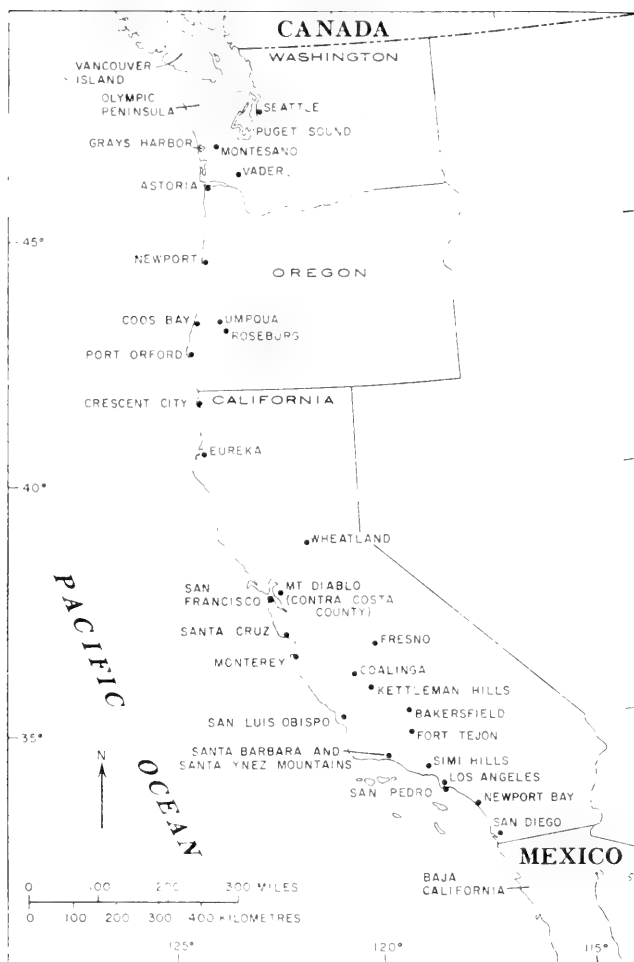 CANADA
WASHINGTON
VANCOUVER
ISLAND
OLYMPIC
PENINSULA
SEATTLE
PUGET SOUND
GRAYS HARBOR
MONTESANO
VADER
ASTORIA
45°
NEWPORT
OREGON
COOS BAY
UMPQUA
ROSEBURG
PORT ORFORD
CRESCENT CITY
CALIFORNIA
EUREKA
40°
WHEATLAND
SAN
FRANCISCO
MT DIABLO
(CONTRA COSTA
COUNTY)
SANTA CRUZ
FRESNO
MONTEREY
COALINGA
KETTLEMAN HILLS
SAN LUIS OBISPO
BAKERSFIELD
35°
FORT TEJON
SANTA BARBARA AND
SANTA YNEZ MOUNTAINS
SIMI HILLS
LOS ANGELES
SAN PEDRO
NEWPORT BAY
SAN DIEGO
PACIFIC
OCEAN
N
MEXICO
BAJA
CALIFORNIA
0 100 200 300 MILES
0 100 200 300 400 KILOMETRES
125° 120° 115°